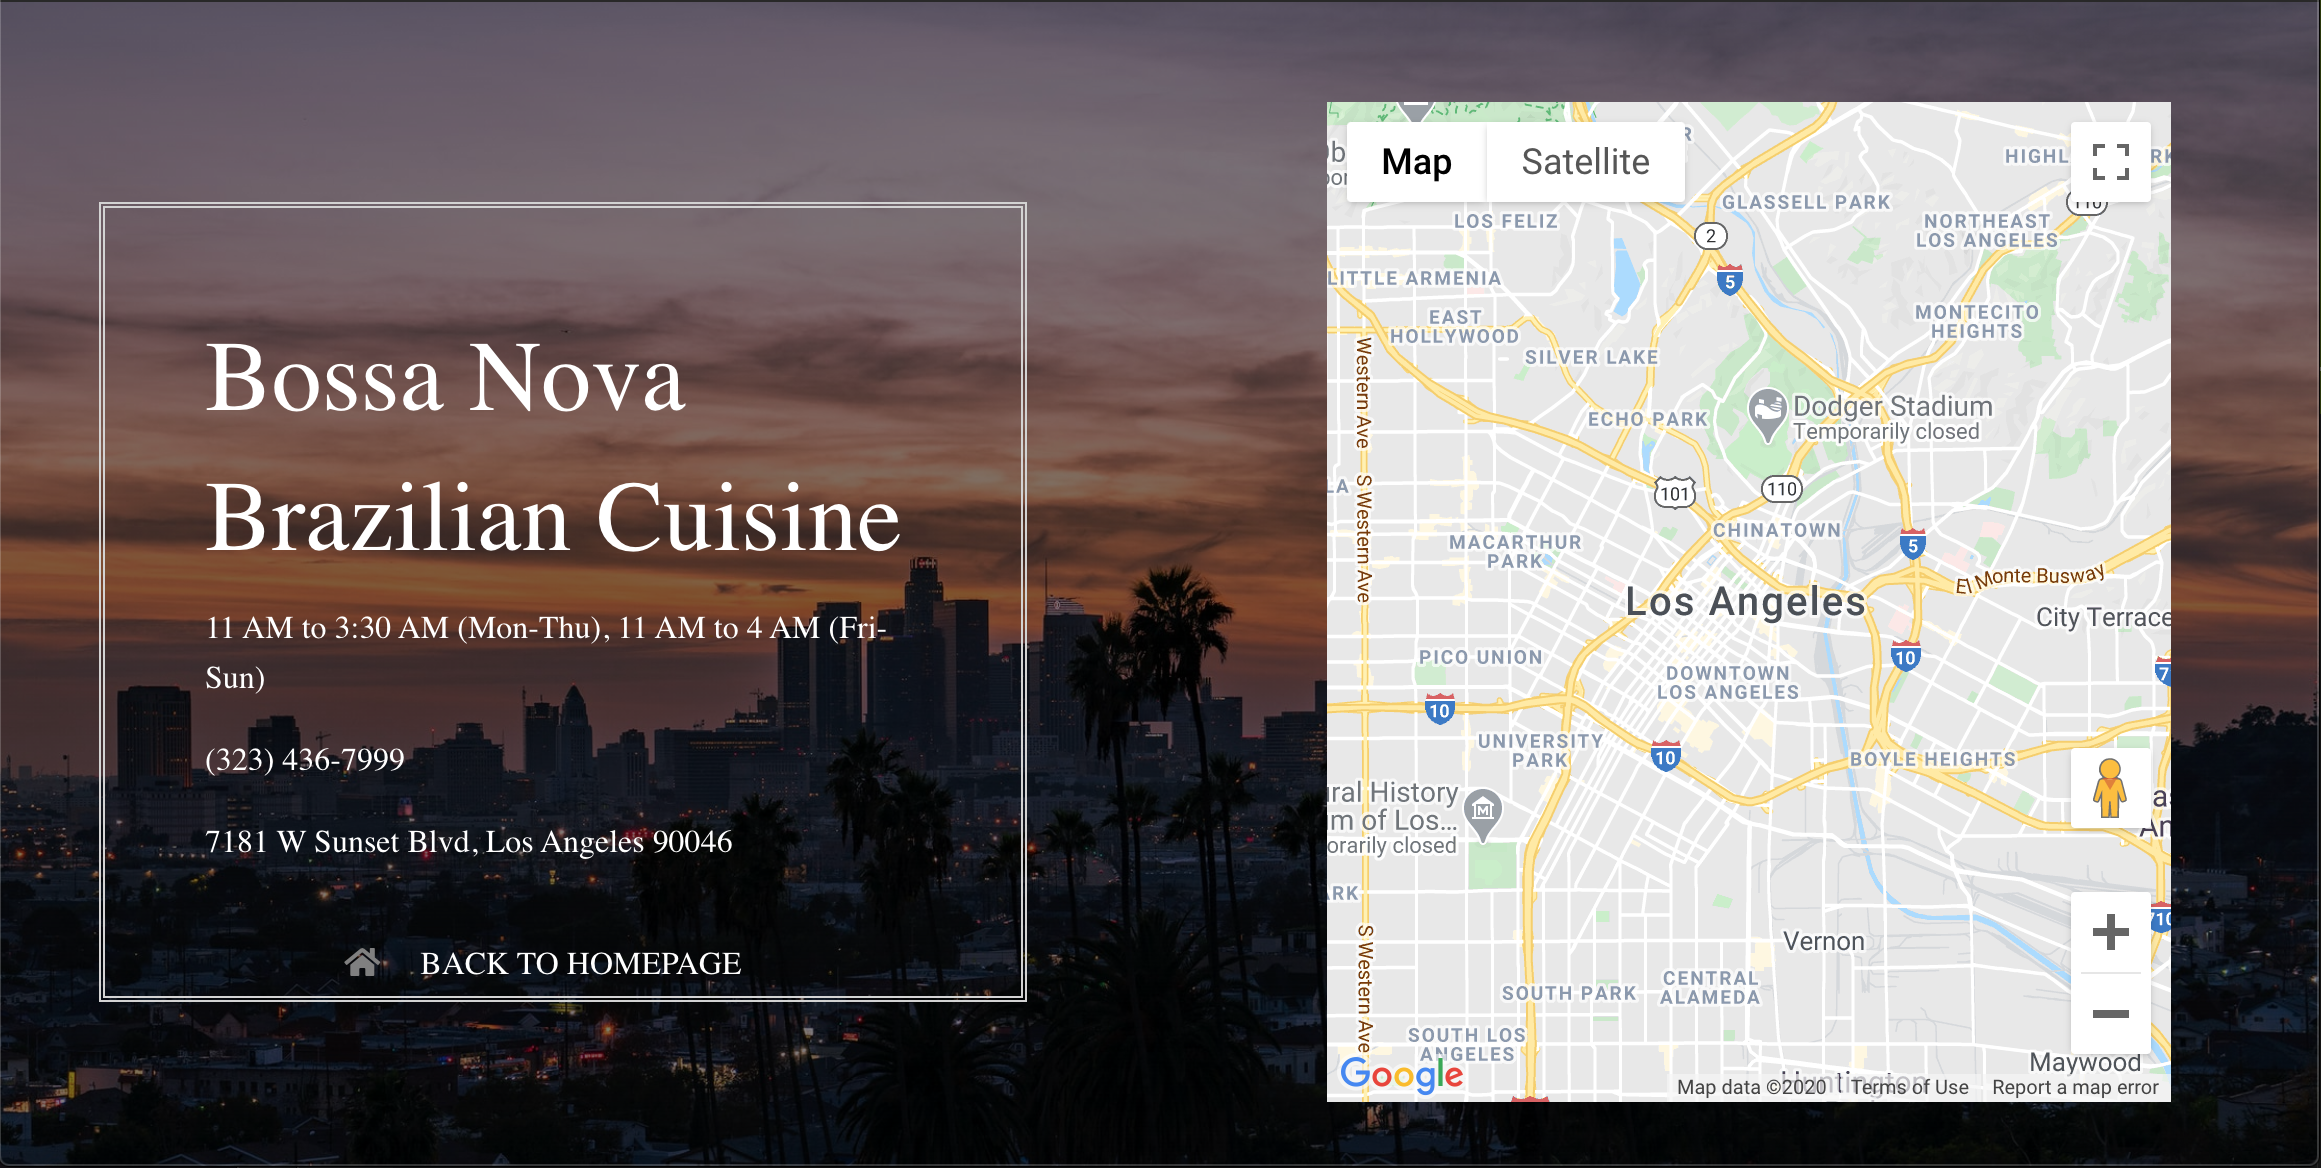 Bossa Nova
Brazilian Cuisine
11 AM to 3:30 AM (Mon-Thu), 11 AM to 4 AM (Fri-
Sun)
(323) 436-7999
7181 W Sunset Blvd, Los Angeles 90046
BACK TO HOMEPAGE
Map
Satellite
GLASSELL PARK
LOS FELIZ
NORTHEAST
LOS ANGELES
110
2
5
LITTLE ARMENIA
EAST
HOLLYWOOD
MONTECITO
HEIGHTS
SILVER LAKE
Western Ave
ECHO PARK
Dodger Stadium
Temporarily closed
S Western Ave
101
110
CHINATOWN
MACARTHUR
PARK
5
El Monte Busway
Los Angeles
City Terrace
PICO UNION
10
DOWNTOWN
LOS ANGELES
10
UNIVERSITY
PARK
10
BOYLE HEIGHTS
ural History
m of Los...
orarily closed
710
Vernon
S Western Ave
SOUTH PARK
CENTRAL
ALAMEDA
SOUTH LOS
ANGELES
Maywood
Google
Map data ©2020
Terms of Use
Report a map error